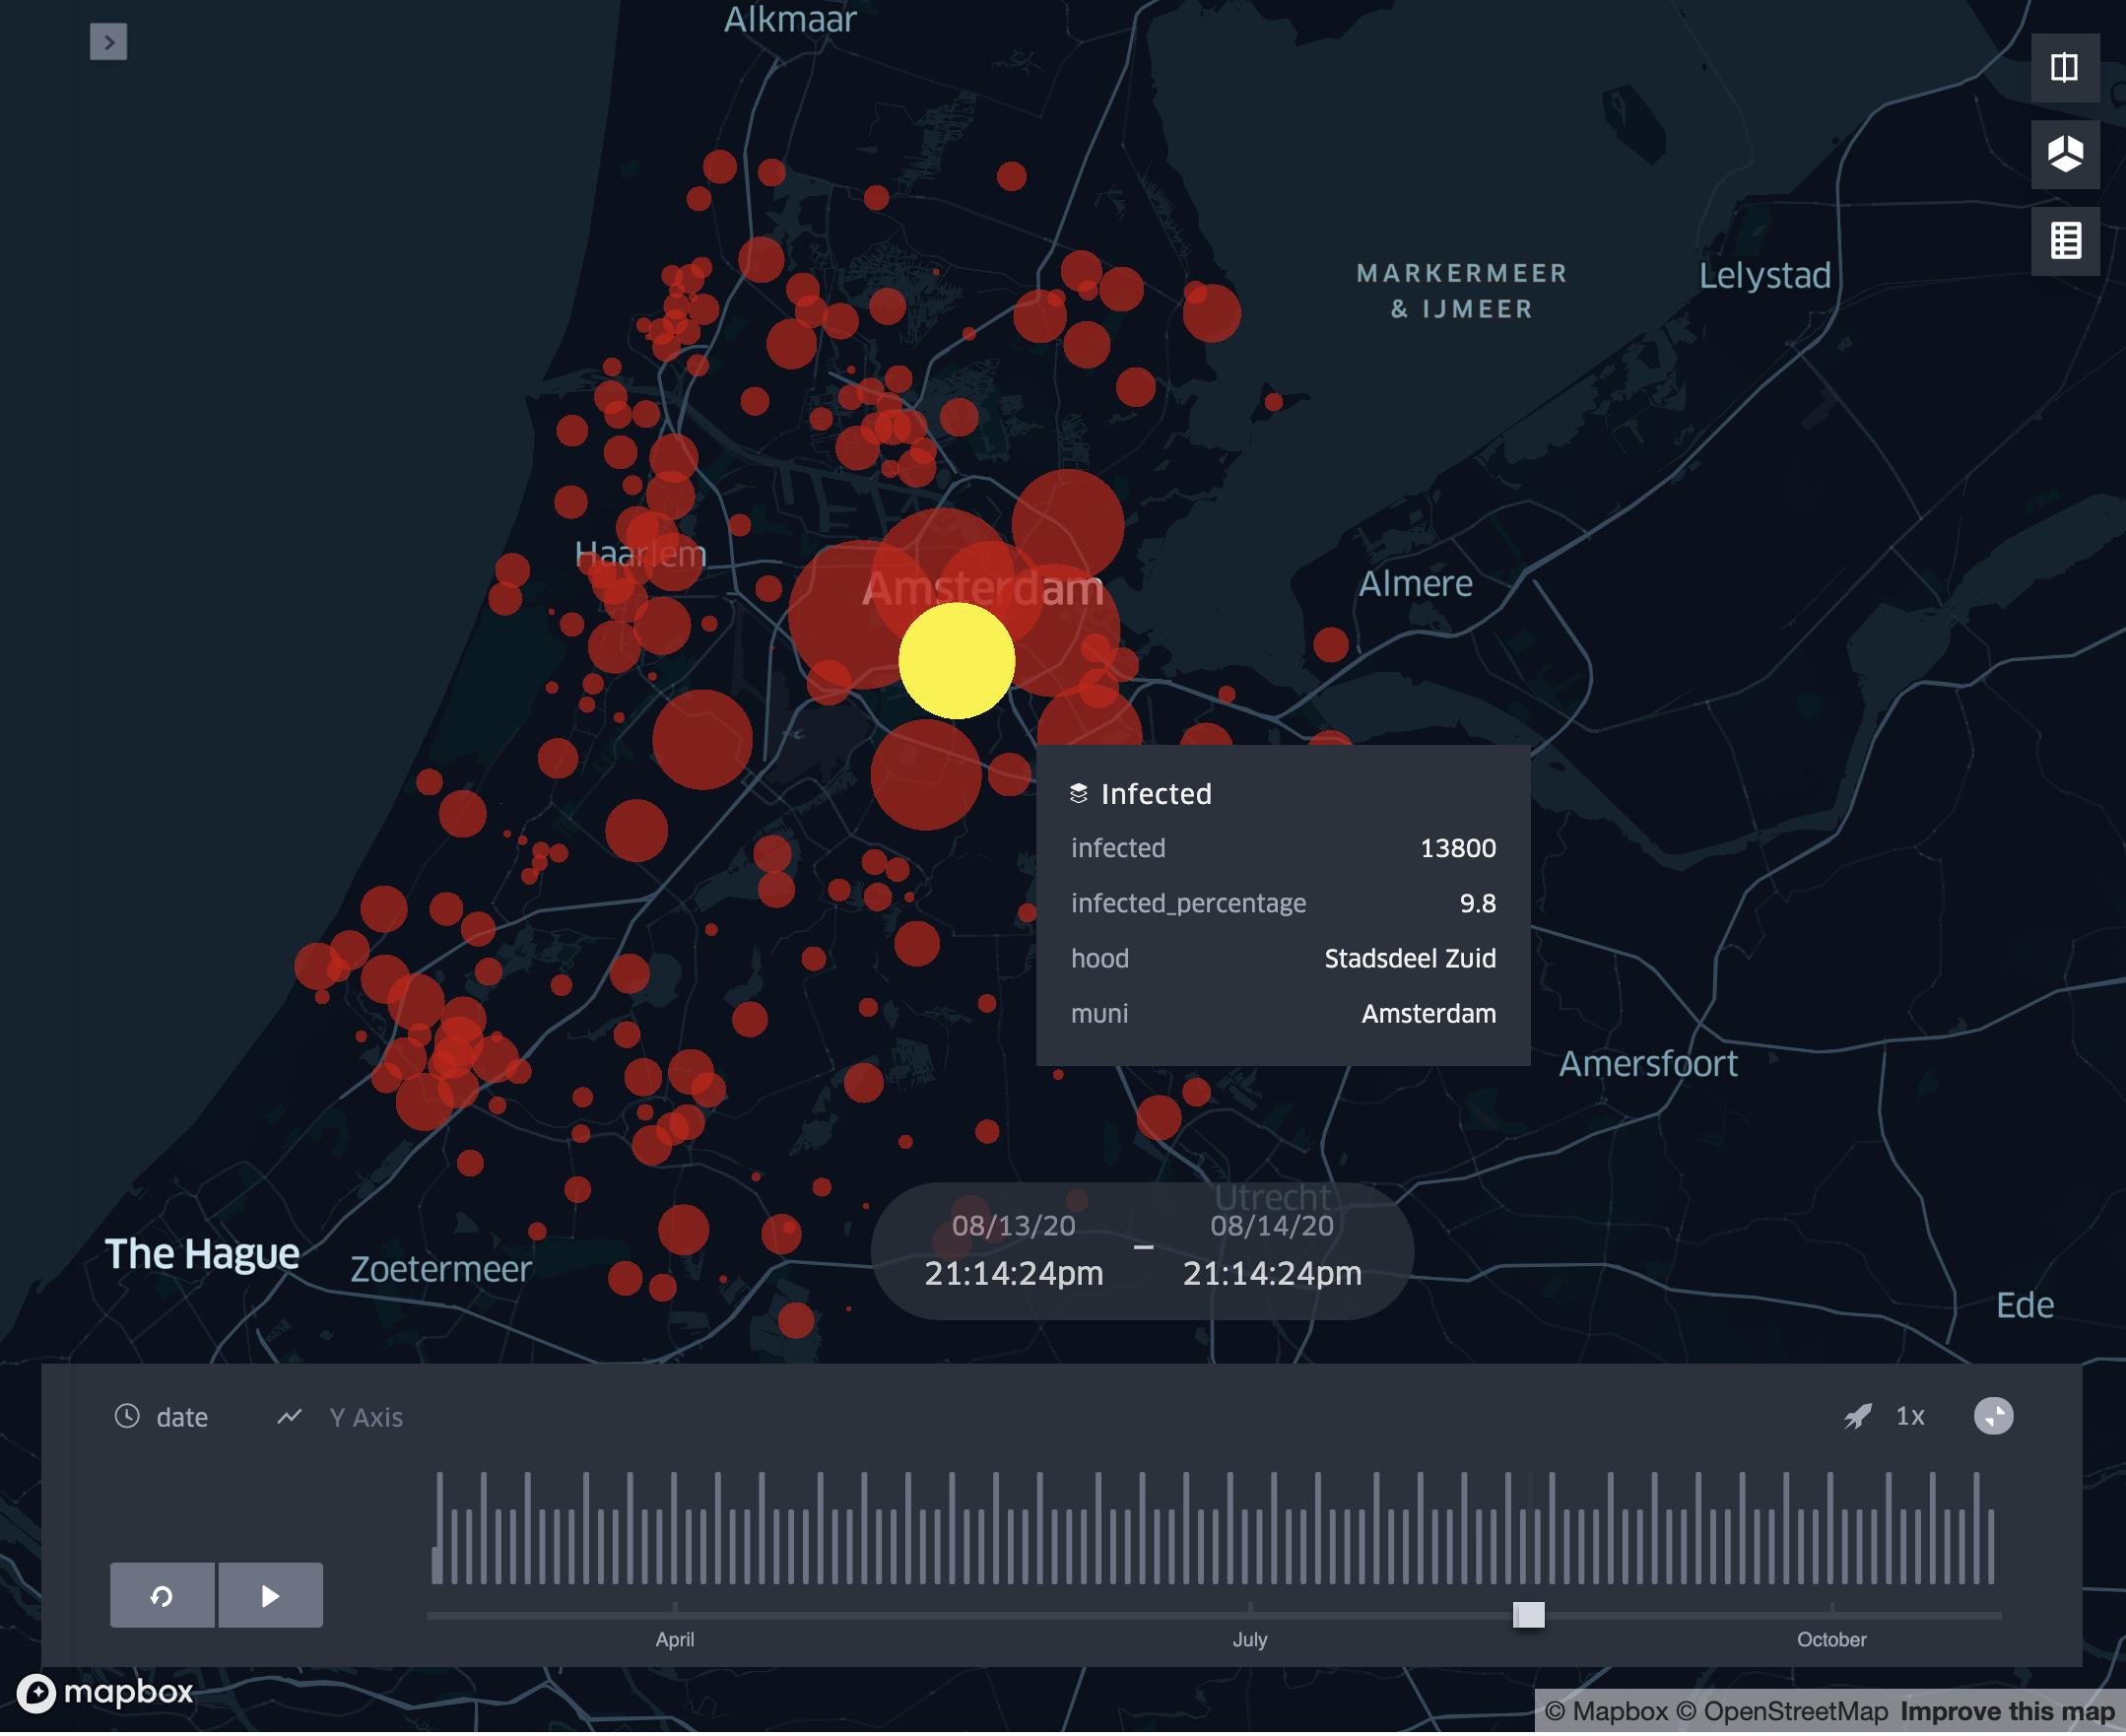 Alkmaar
MARKERMEER
& IJMEER
Lelystad
Haarlem
Amsterdam
Almere
Infected
infected 13800
infected_percentage 9.8
hood Stadsdeel Zuid
muni Amsterdam
Amersfoort
Utrecht
08/13/20 – 08/14/20
21:14:24pm 21:14:24pm
The Hague
Zoetermeer
Ede
date Y Axis 1x
April July October
mapbox
© Mapbox © OpenStreetMap Improve this map